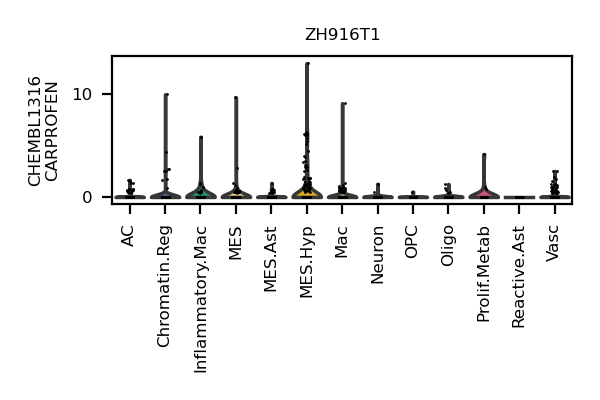 ZH916T1
CHEMBL1316
CARPROFEN
10
0
AC
Chromatin.Reg
Inflammatory.Mac
MES
MES.Ast
MES.Hyp
Mac
Neuron
OPC
Oligo
Prolif.Metab
Reactive.Ast
Vasc